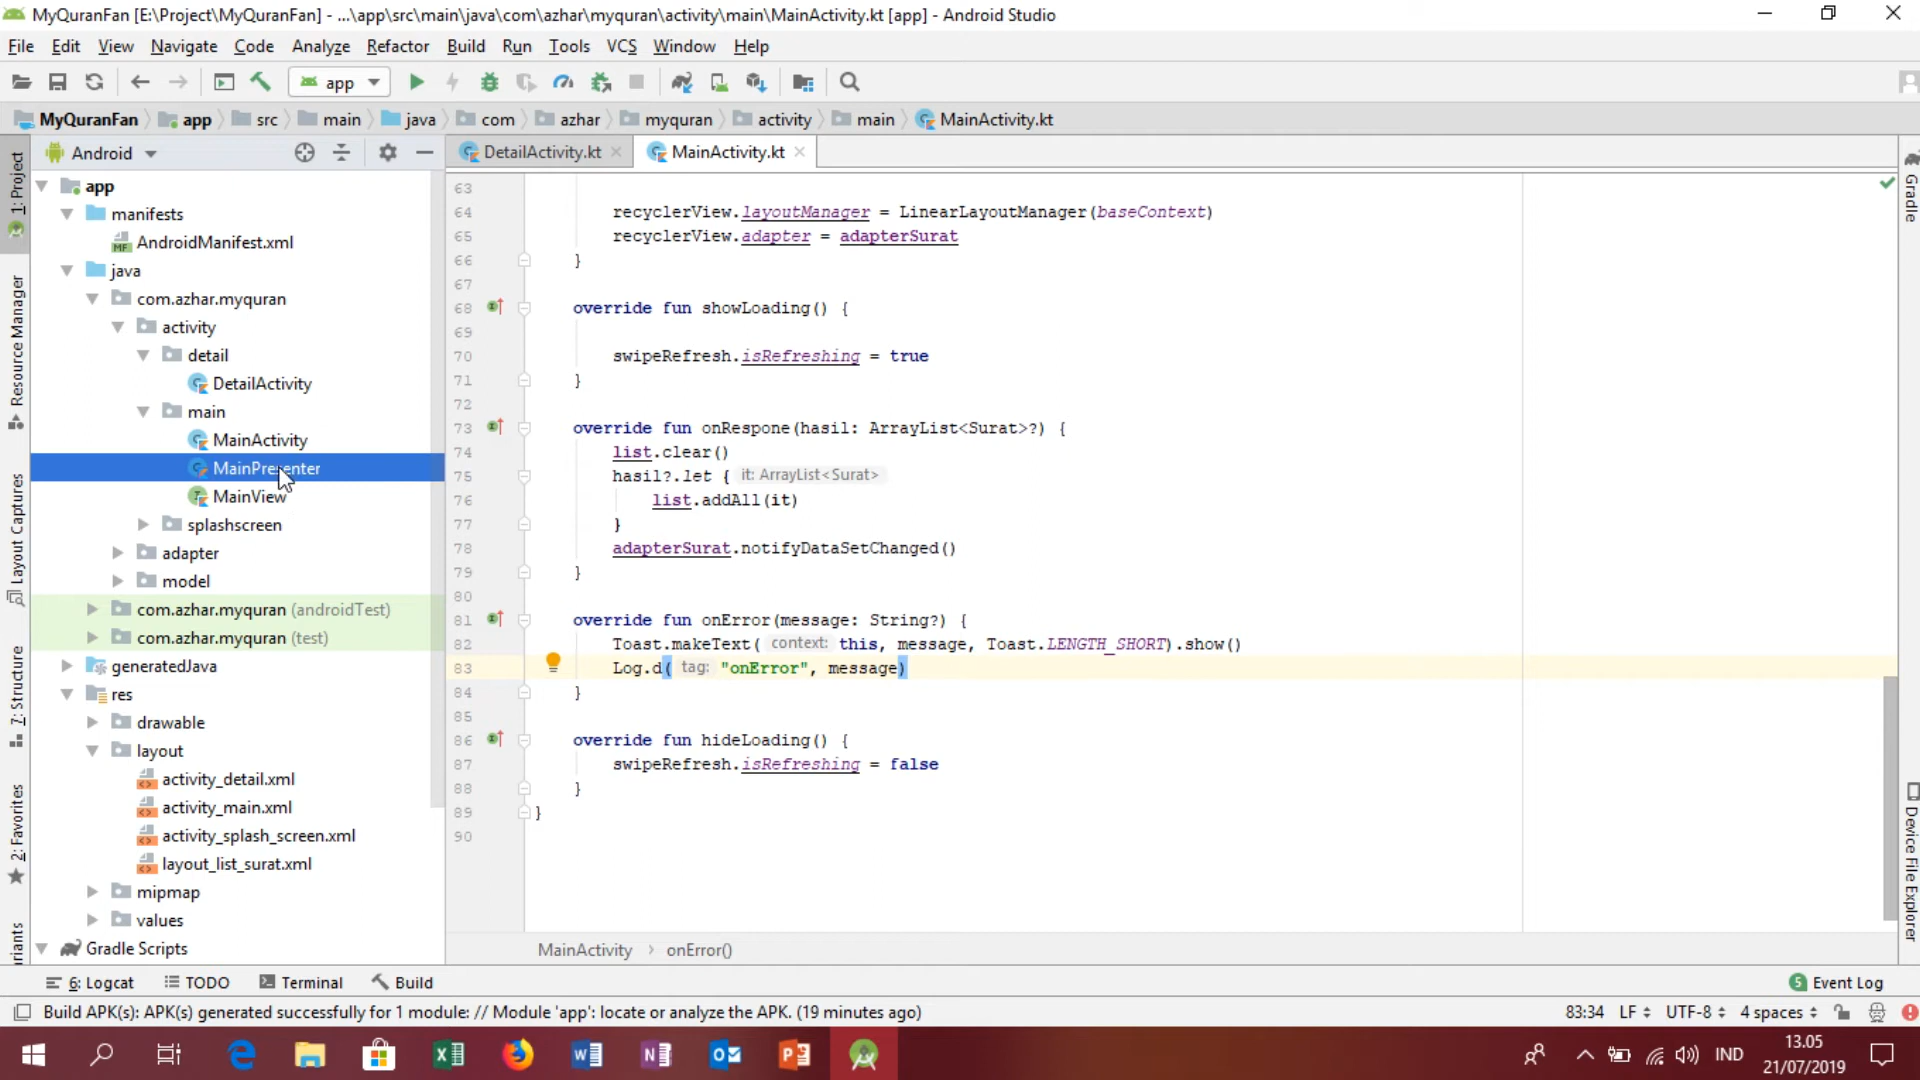 MyQuranFan [E:\Project\MyQuranFan] - ...\app\src\main\java\com\azhar\myquran\activity\main\MainActivity.kt [app] - Android Studio
File Edit View Navigate Code Analyze Refactor Build Run Tools VCS Window Help
app
MyQuranFan app src main java com azhar myquran activity main MainActivity.kt
Android
DetailActivity.kt MainActivity.kt
1: Project
Resource Manager
Layout Captures
7: Structure
2: Favorites
app
manifests
AndroidManifest.xml
java
com.azhar.myquran
activity
detail
DetailActivity
main
MainActivity
MainPresenter
MainView
splashscreen
adapter
model
com.azhar.myquran (androidTest)
com.azhar.myquran (test)
generatedJava
res
drawable
layout
activity_detail.xml
activity_main.xml
activity_splash_screen.xml
layout_list_surat.xml
mipmap
values
Gradle Scripts
63
64 recyclerView.layoutManager = LinearLayoutManager(baseContext)
65 recyclerView.adapter = adapterSurat
66 }
67
68 override fun showLoading() {
69
70 swipeRefresh.isRefreshing = true
71 }
72
73 override fun onRespone(hasil: ArrayList<Surat>?) {
74 list.clear()
75 hasil?.let { it: ArrayList<Surat>
76 list.addAll(it)
77 }
78 adapterSurat.notifyDataSetChanged()
79 }
80
81 override fun onError(message: String?) {
82 Toast.makeText( context: this, message, Toast.LENGTH_SHORT).show()
83 Log.d( tag: "onError", message)
84 }
85
86 override fun hideLoading() {
87 swipeRefresh.isRefreshing = false
88 }
89 }
90
MainActivity › onError()
Gradle
Device File Explorer
6: Logcat TODO Terminal Build 5 Event Log
Build APK(s): APK(s) generated successfully for 1 module: // Module 'app': locate or analyze the APK. (19 minutes ago) 83:34 LF UTF-8 4 spaces
IND 13.05
21/07/2019